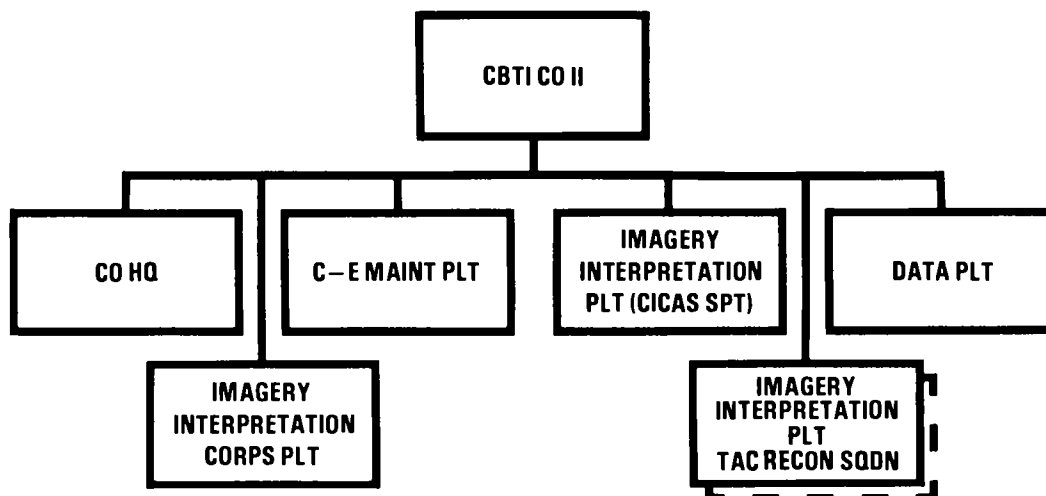 CBTI CO II
CO HQ
C-E MAINT PLT
IMAGERY
INTERPRETATION
PLT (CICAS SPT)
DATA PLT
IMAGERY
INTERPRETATION
CORPS PLT
IMAGERY
INTERPRETATION
PLT
TAC RECON SQDN